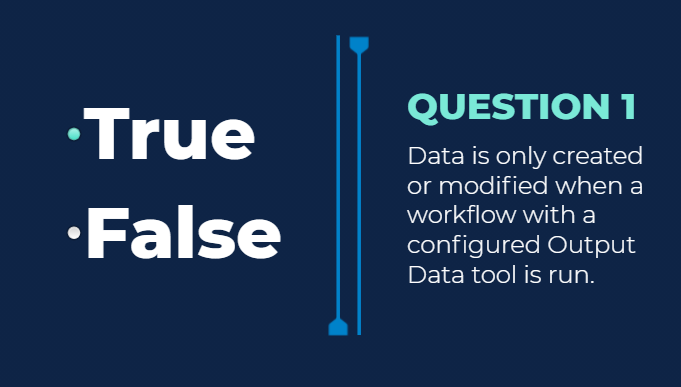 True
False
QUESTION 1
Data is only created
or modified when a
workflow with a
configured Output
Data tool is run.